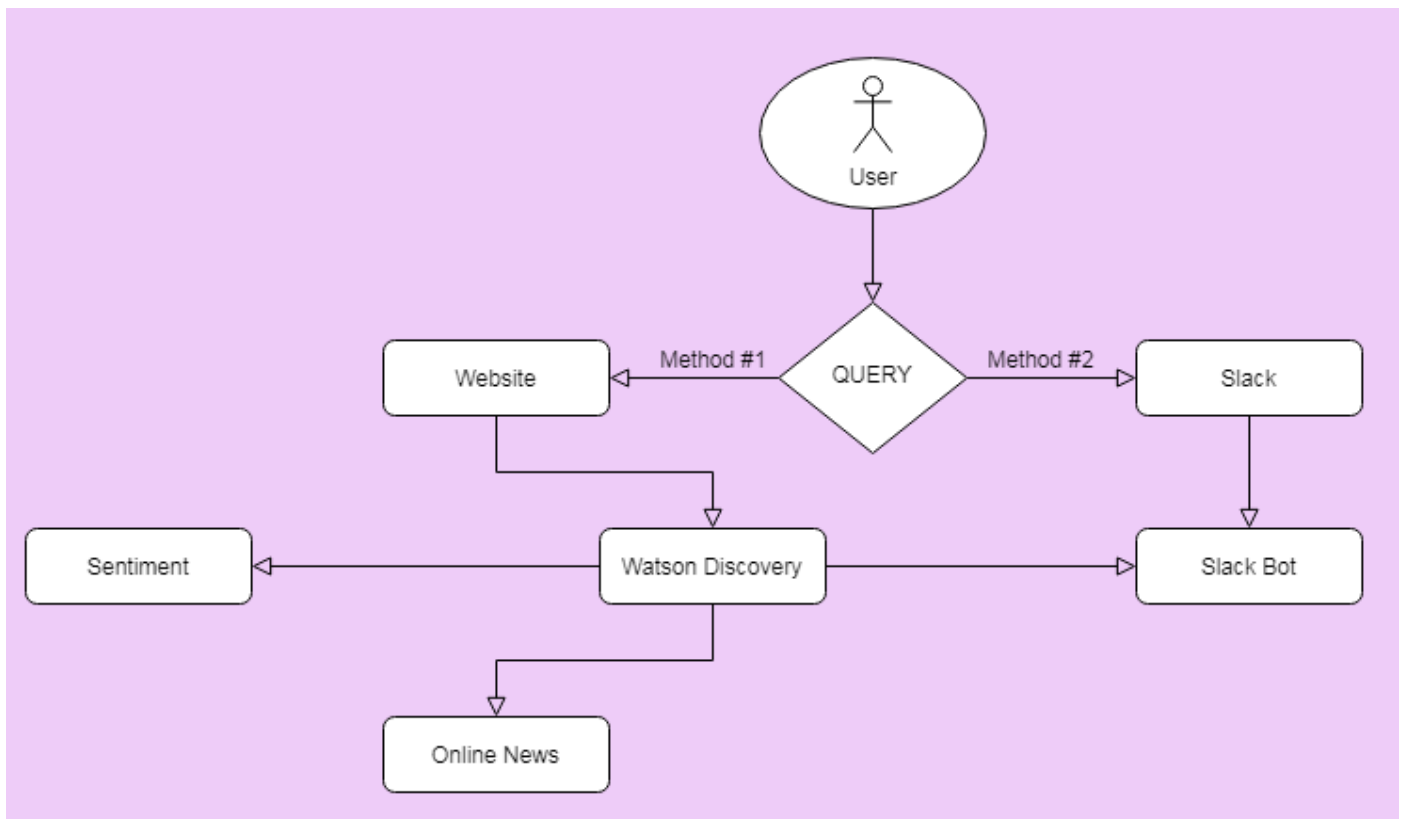 User
QUERY
Method #1
Method #2
Website
Slack
Sentiment
Watson Discovery
Slack Bot
Online News